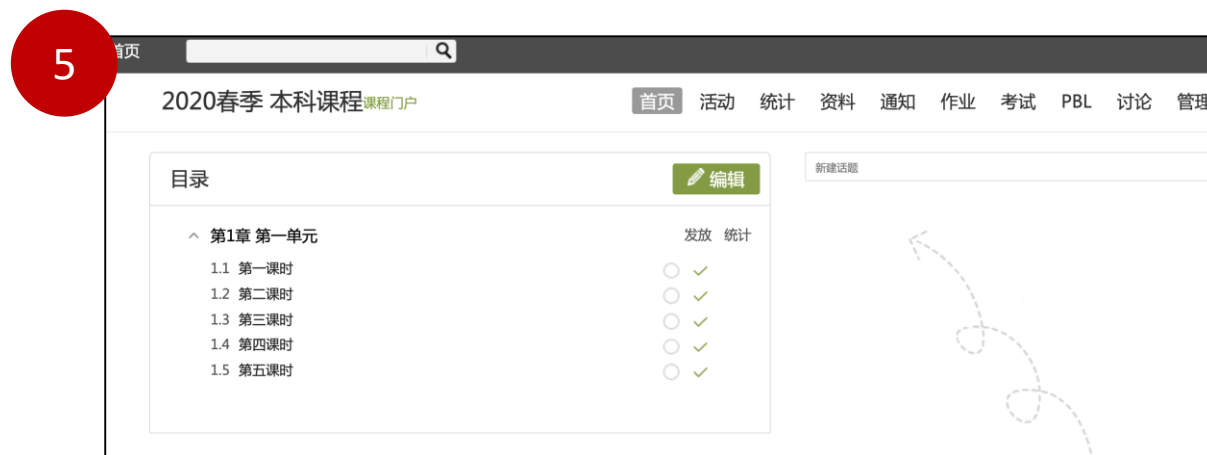 5
首页
2020春季 本科课程课程门户
首页 活动 统计 资料 通知 作业 考试 PBL 讨论 管理
目录
编辑
新建话题
第1章 第一单元
发放 统计
1.1 第一课时
1.2 第二课时
1.3 第三课时
1.4 第四课时
1.5 第五课时